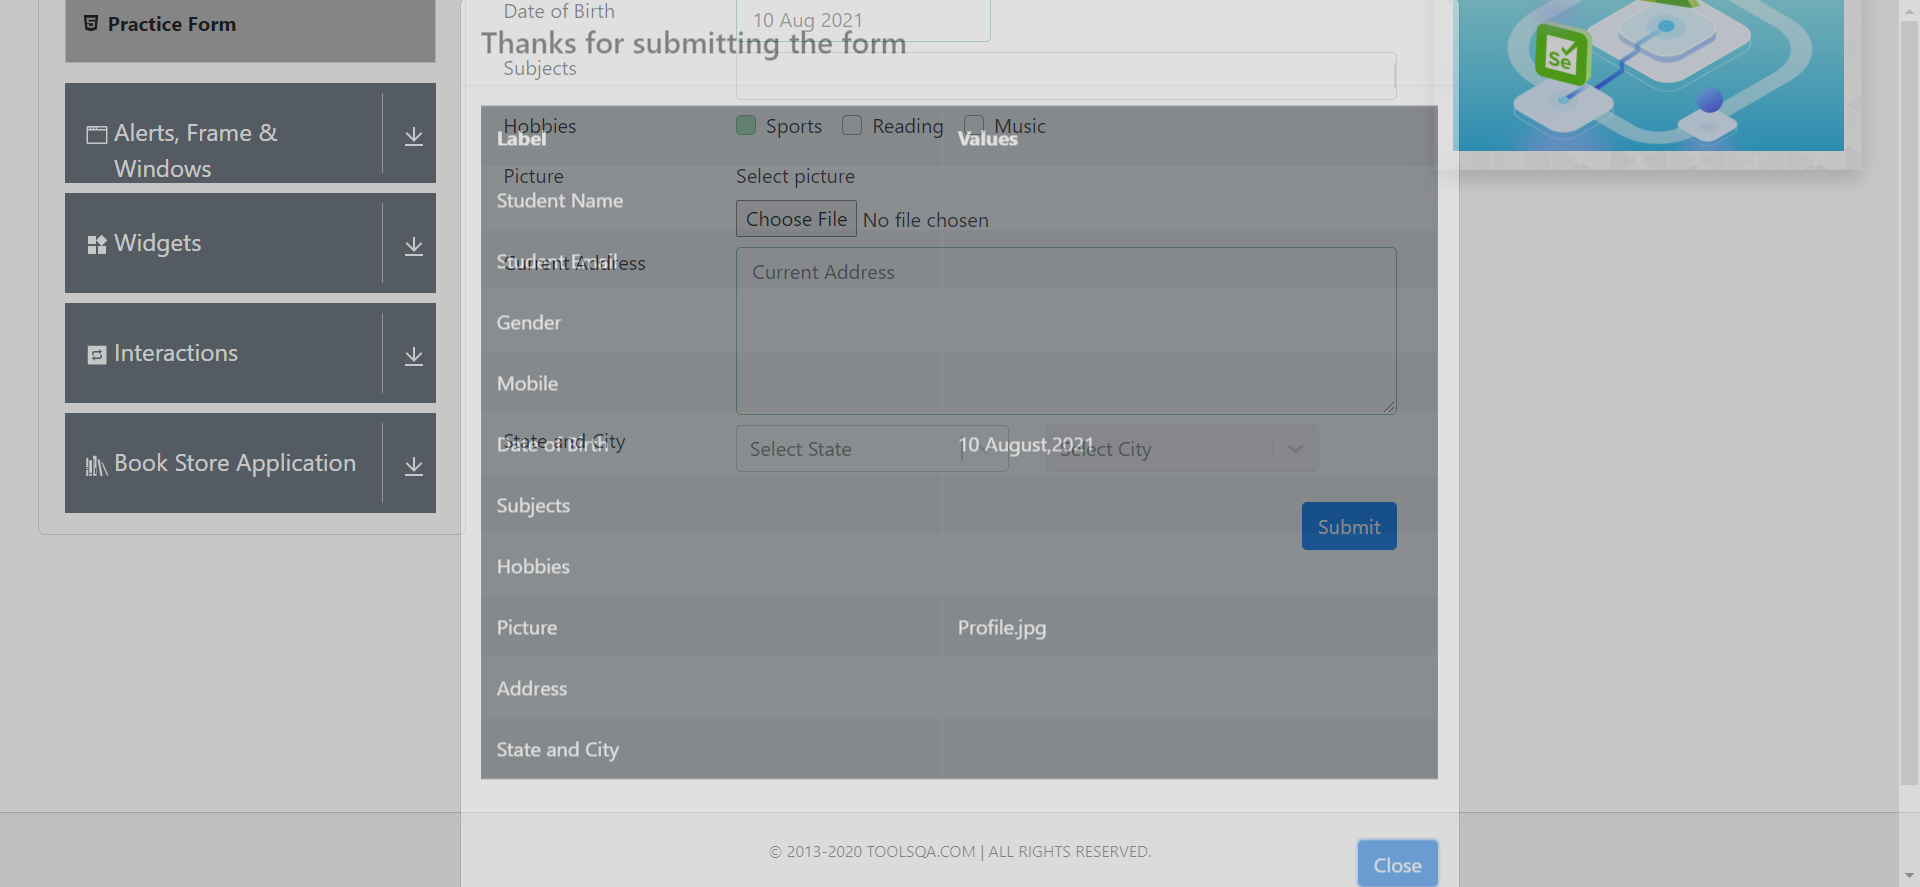 Practice Form
Alerts, Frame &
Windows
Widgets
Interactions
Book Store Application
Date of Birth
10 Aug 2021
Thanks for submitting the form
Subjects
Hobbies
Sports
Reading
Music
Label
Values
Picture
Select picture
Student Name
Choose File
No file chosen
Student Email
Current Address
Current Address
Gender
Mobile
State and City
Date of Birth
Select State
10 August,2021
Select City
Subjects
Submit
Hobbies
Picture
Profile.jpg
Address
State and City
© 2013-2020 TOOLSQA.COM | ALL RIGHTS RESERVED.
Close
Se